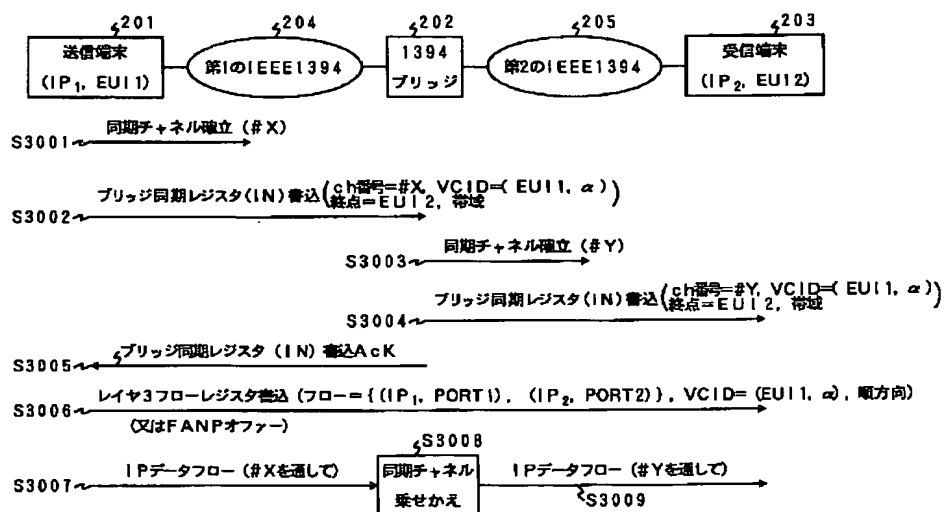 201 204 202 205 203
送信端末 第1のIEEE1394 1394 第2のIEEE1394 受信端末
(IP1, EUI1) ブリッジ (IP2, EUI2)
同期チャネル確立 (#X)
S3001
ブリッジ同期レジスタ(IN)書込(ch番号=#X, VCID=(EUI1, α)
終点=EUI2, 帯域)
S3002
同期チャネル確立 (#Y)
S3003
ブリッジ同期レジスタ(IN)書込(ch番号=#Y, VCID=(EUI1, α)
終点=EUI2, 帯域)
S3004
ブリッジ同期レジスタ (IN) 書込AcK
S3005
レイヤ3フローレジスタ書込 (フロー={(IP1, PORT1), (IP2, PORT2)}, VCID=(EUI1, α), 順方向)
S3006
(又はFANPオファー)
S3008
IPデータフロー (#Xを通して) 同期チャネル IPデータフロー (#Yを通して)
S3007
乗せかえ S3009